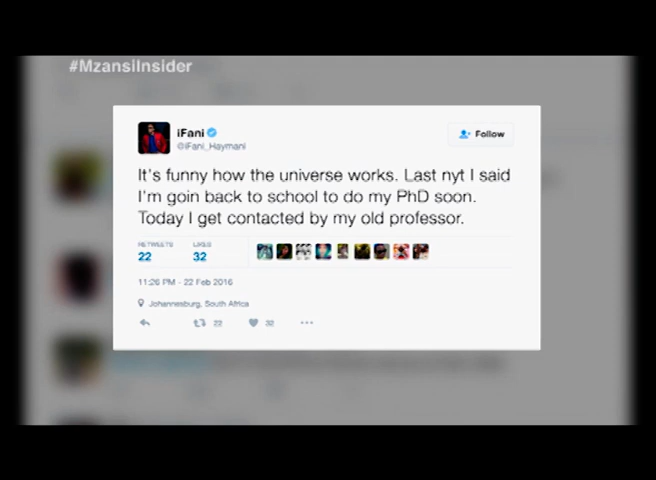 #MzansiInsider
iFani
@iFani_Haymani
Follow
It's funny how the universe works. Last nyt I said
I'm goin back to school to do my PhD soon.
Today I get contacted by my old professor.
RETWEETS LIKES
22 32
11:26 PM - 22 Feb 2016
Johannesburg, South Africa
22 32